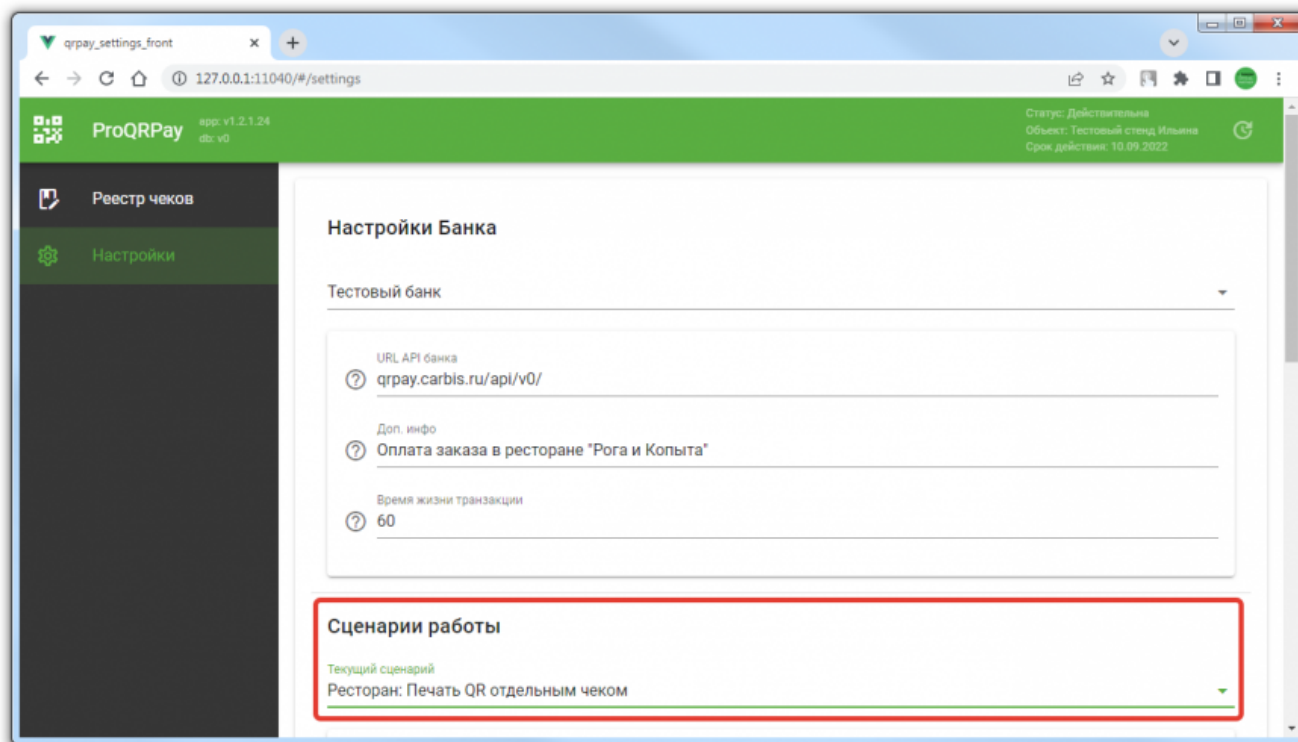 qrpay_settings_front
127.0.0.1:11040/#/settings
ProQRPay
app: v1.2.1.24
db: v0
Статус: Действительна
Объект: Тестовый стенд Ильина
Срок действия: 10.09.2022
Реестр чеков
Настройки
Настройки Банка
Тестовый банк
URL API банка
qrpay.carbis.ru/api/v0/
Доп. инфо
Оплата заказа в ресторане "Рога и Копыта"
Время жизни транзакции
60
Сценарии работы
Текущий сценарий
Ресторан: Печать QR отдельным чеком